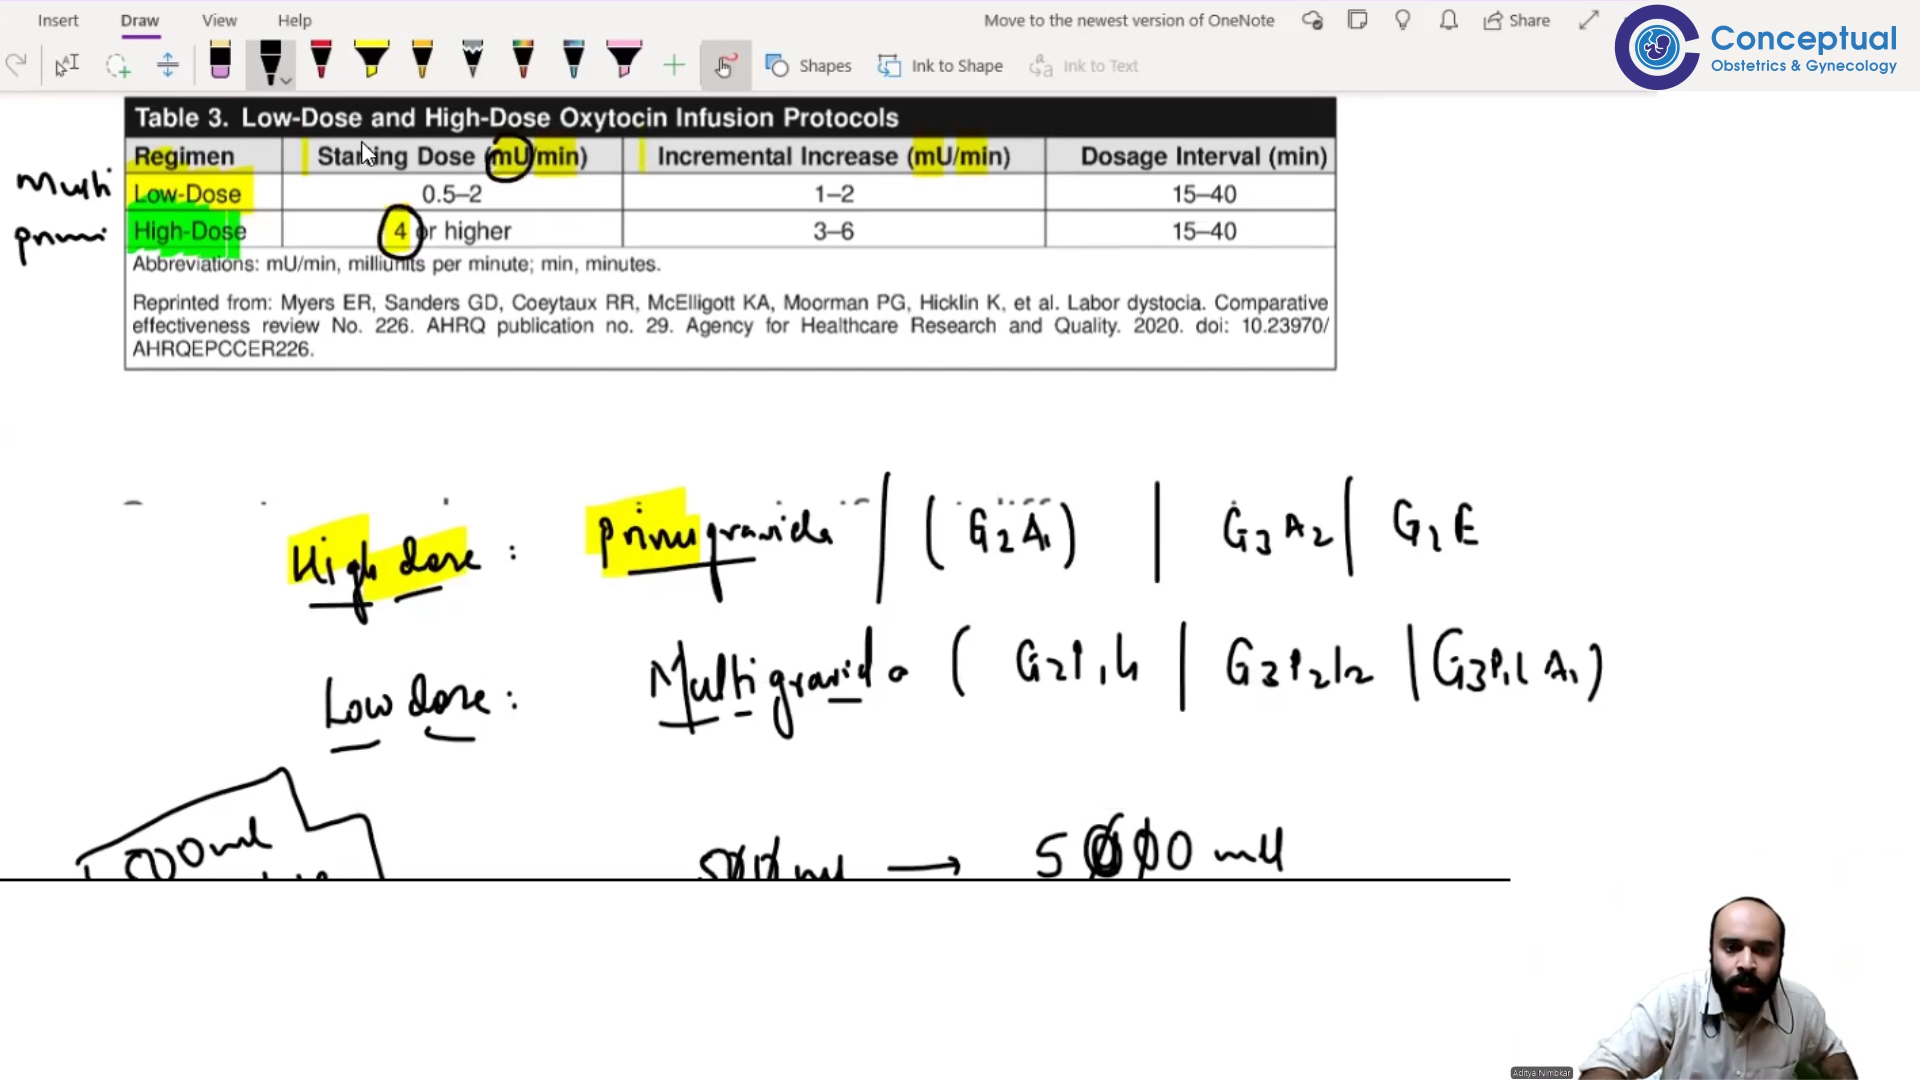 Insert Draw View Help Move to the newest version of OneNote Share
Shapes Ink to Shape Ink to Text
Conceptual
Obstetrics & Gynecology
Table 3. Low-Dose and High-Dose Oxytocin Infusion Protocols
Regimen Starting Dose (mU/min) Incremental Increase (mU/min) Dosage Interval (min)
Multi Low-Dose 0.5–2 1–2 15–40
primi High-Dose 4 or higher 3–6 15–40
Abbreviations: mU/min, milliunits per minute; min, minutes.
Reprinted from: Myers ER, Sanders GD, Coeytaux RR, McElligott KA, Moorman PG, Hicklin K, et al. Labor dystocia. Comparative
effectiveness review No. 226. AHRQ publication no. 29. Agency for Healthcare Research and Quality. 2020. doi: 10.23970/
AHRQEPCCER226.
High dose : Primigravida | (G2A1) | G3A2 | G2E
Low dose : Multigravida ( G2P1L1 | G3P2L2 | G3P1L1A1)
500ml → 5000 mU
Aditya Nimbkar